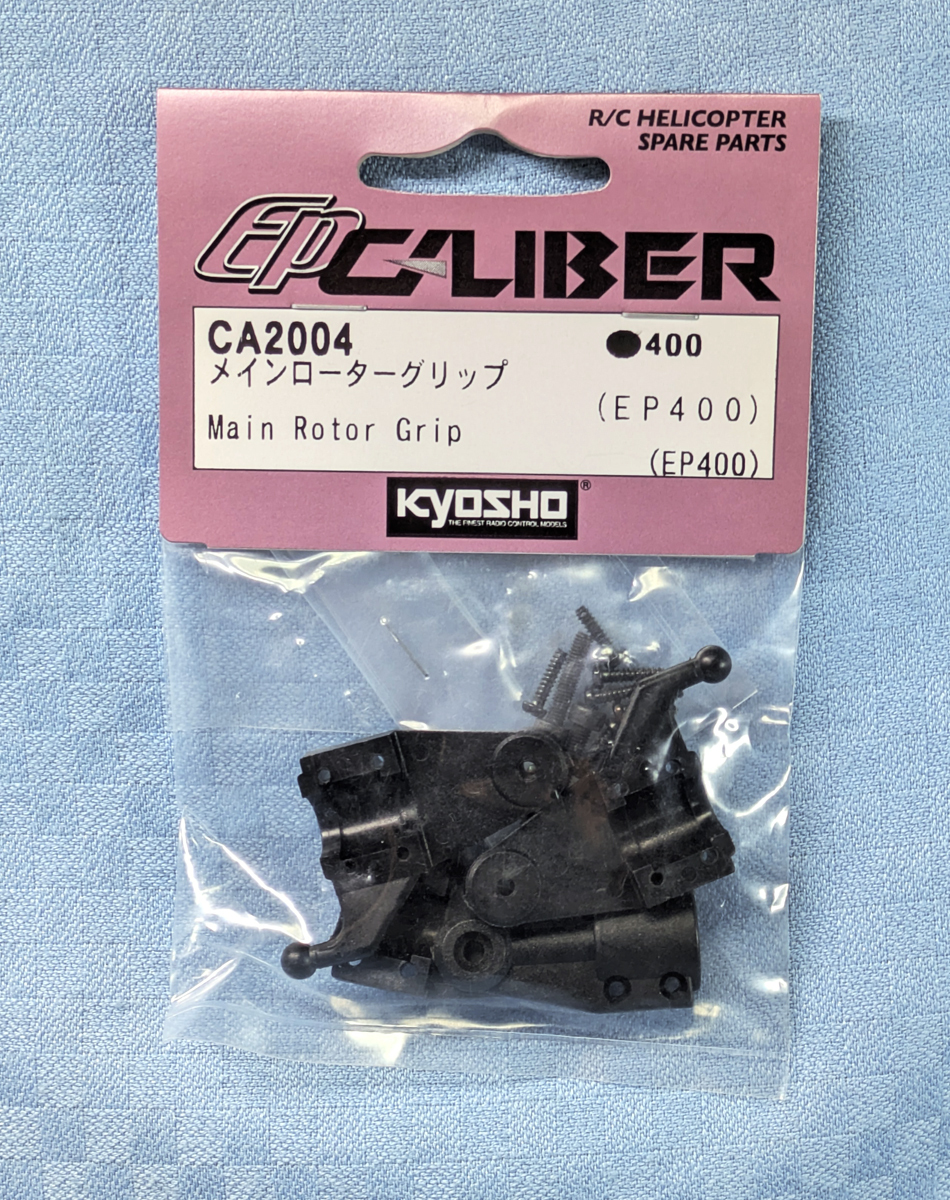 R/C HELICOPTER
SPARE PARTS
EP CALIBER
CA2004 ●400
メインローターグリップ
(EP400)
Main Rotor Grip
(EP400)
KYOSHO®
THE FINEST RADIO CONTROL MODELS